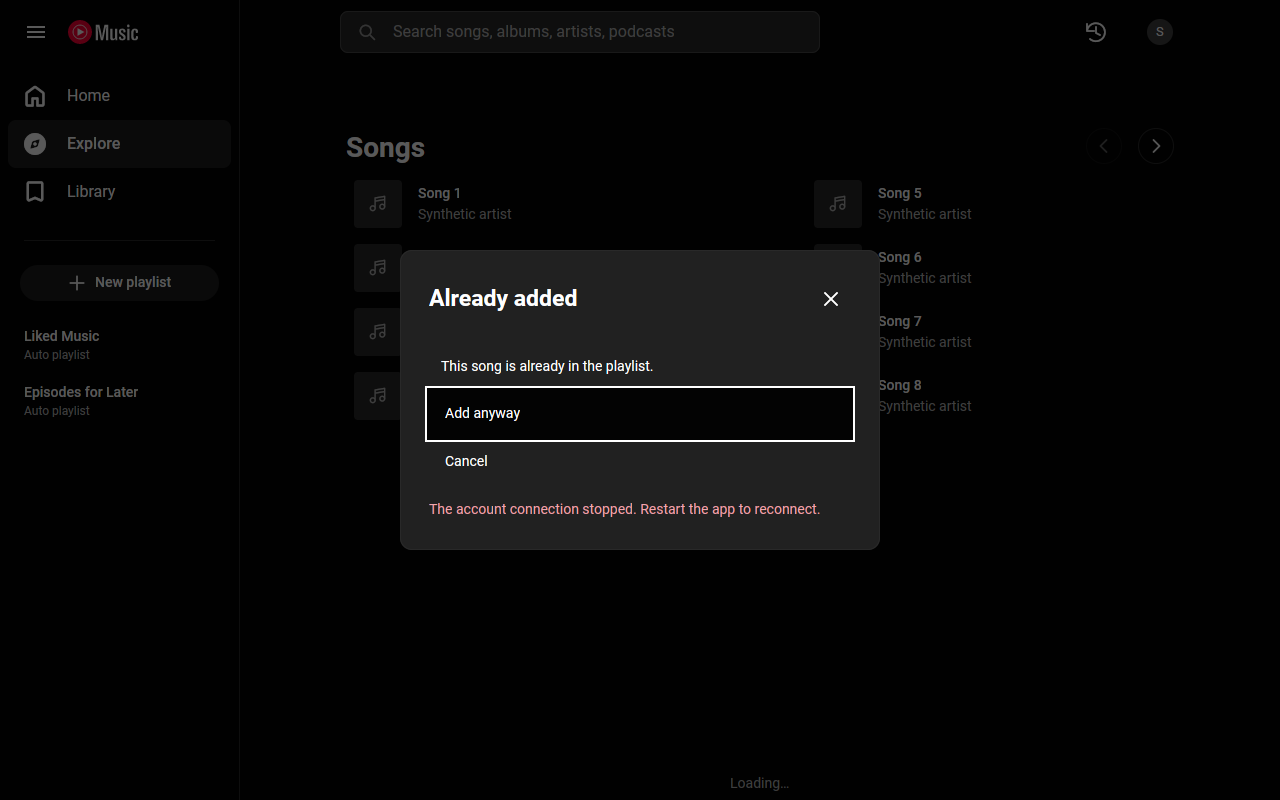 Music
Search songs, albums, artists, podcasts
S
Home
Explore
Library
New playlist
Liked Music
Auto playlist
Episodes for Later
Auto playlist
Songs
Song 1
Synthetic artist
Song 5
Synthetic artist
Song 6
Synthetic artist
Song 7
Synthetic artist
Song 8
Synthetic artist
Already added
This song is already in the playlist.
Add anyway
Cancel
The account connection stopped. Restart the app to reconnect.
Loading…